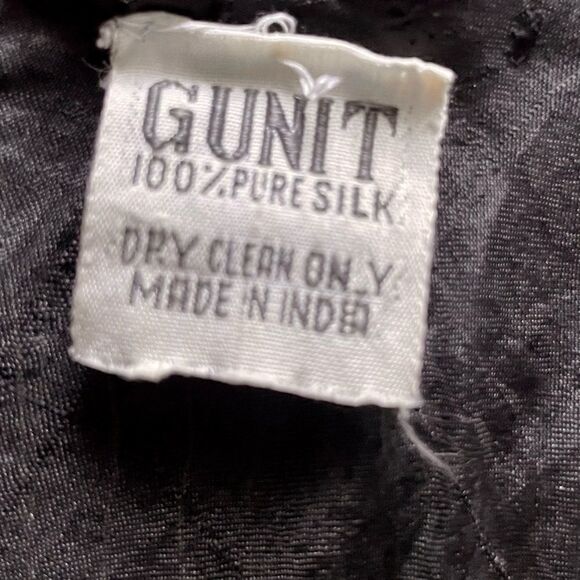 GUNIT
100% PURE SILK
DRY CLEAN ONLY
MADE IN INDIA